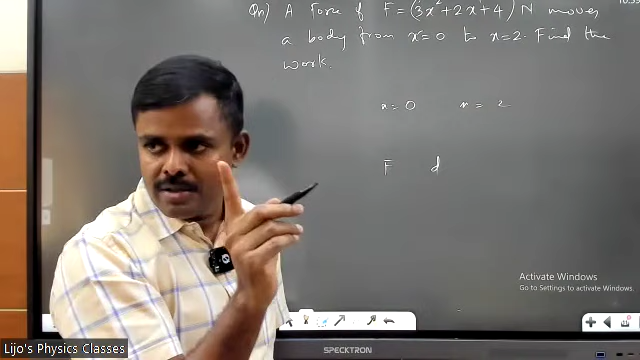 Qn) A Force of F = (3x² + 2x + 4) N moves
a body from x=0 to x=2. Find the
work.
x = 0 x = 2
F d
Activate Windows
Go to Settings to activate Windows.
Lijo's Physics Classes
SPECKTRON